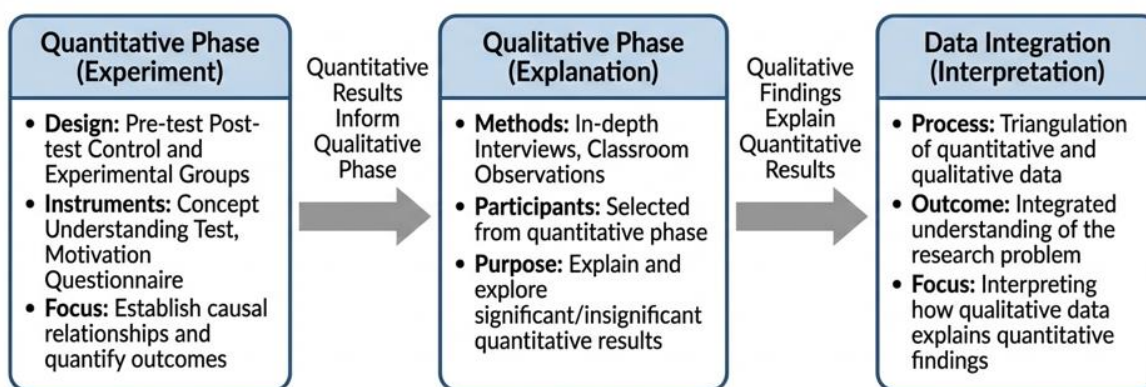 Quantitative Phase
(Experiment)
• Design: Pre-test Post-
test Control and
Experimental Groups
• Instruments: Concept
Understanding Test,
Motivation
Questionnaire
• Focus: Establish causal
relationships and
quantify outcomes
Quantitative
Results
Inform
Qualitative
Phase
Qualitative Phase
(Explanation)
• Methods: In-depth
Interviews, Classroom
Observations
• Participants: Selected
from quantitative phase
• Purpose: Explain and
explore
significant/insignificant
quantitative results
Qualitative
Findings
Explain
Quantitative
Results
Data Integration
(Interpretation)
• Process: Triangulation
of quantitative and
qualitative data
• Outcome: Integrated
understanding of the
research problem
• Focus: Interpreting
how qualitative data
explains quantitative
findings